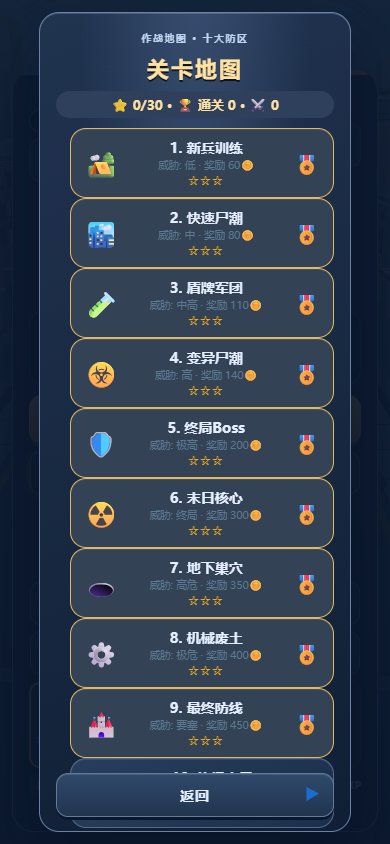 作战地图 • 十大防区
关卡地图
0/30 • 通关 0 • 0
1. 新兵训练
威胁: 低 · 奖励 60
☆☆☆
2. 快速尸潮
威胁: 中 · 奖励 80
☆☆☆
3. 盾牌军团
威胁: 中高 · 奖励 110
☆☆☆
4. 变异尸潮
威胁: 高 · 奖励 140
☆☆☆
5. 终局Boss
威胁: 极高 · 奖励 200
☆☆☆
6. 末日核心
威胁: 终局 · 奖励 300
☆☆☆
7. 地下巢穴
威胁: 高危 · 奖励 350
☆☆☆
8. 机械废土
威胁: 极危 · 奖励 400
☆☆☆
9. 最终防线
威胁: 要塞 · 奖励 450
☆☆☆
返回